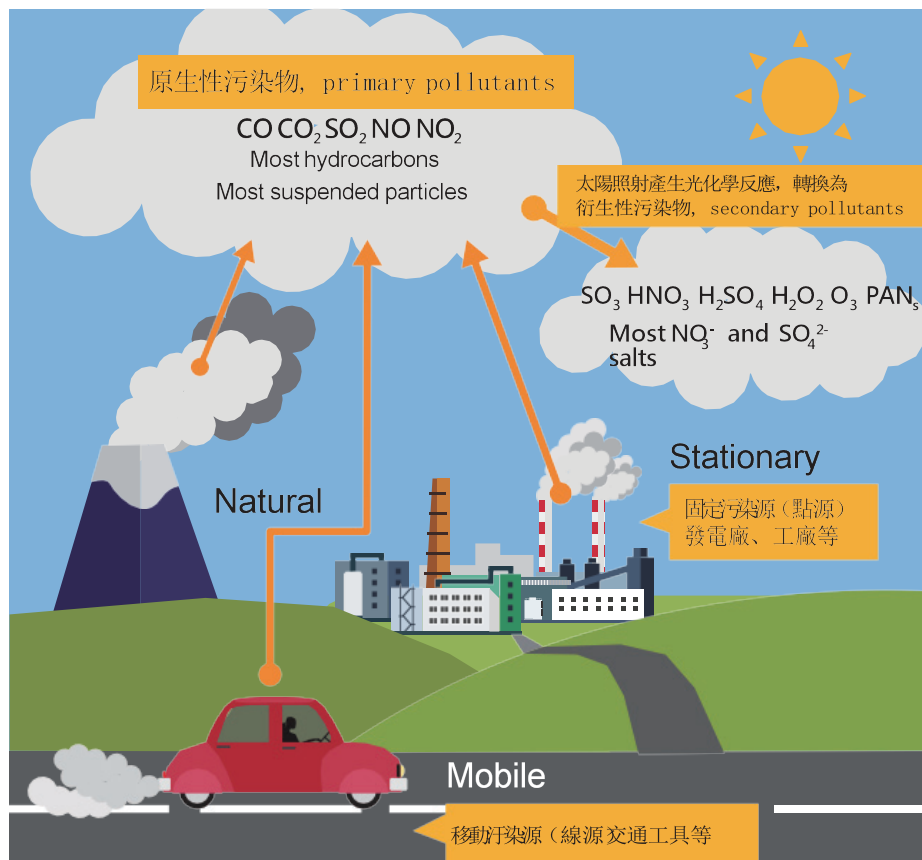 原生性污染物, primary pollutants
CO CO₂ SO₂ NO NO₂
Most hydrocarbons
Most suspended particles
太陽照射產生光化學反應，轉換為
衍生性污染物, secondary pollutants
SO₃ HNO₃ H₂SO₄ H₂O₂ O₃ PANₛ
Most NO₃⁻ and SO₄²⁻
salts
Stationary
Natural
固定污染源（點源）
發電廠、工廠等
Mobile
移動汙染源（線源交通工具等